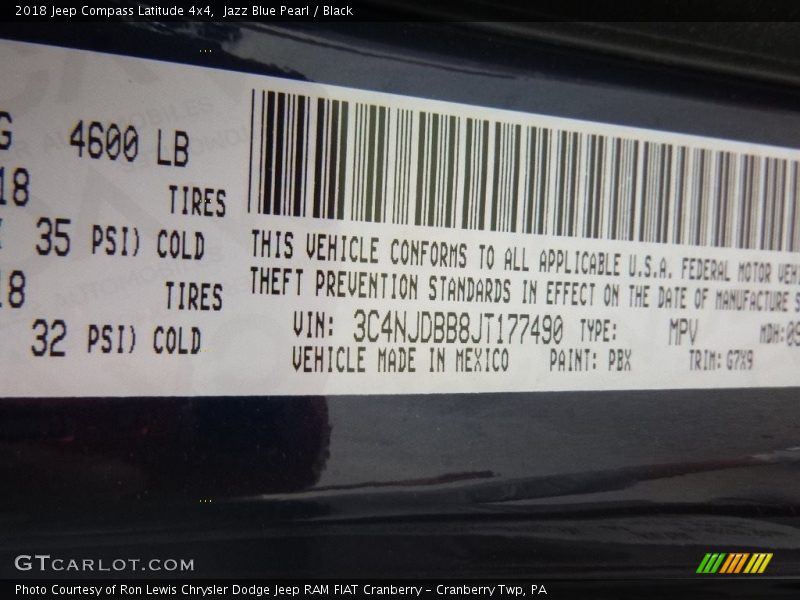 2018 Jeep Compass Latitude 4x4, Jazz Blue Pearl / Black
G 4600 LB
18 TIRES
35 PSI) COLD
18 TIRES
32 PSI) COLD
THIS VEHICLE CONFORMS TO ALL APPLICABLE U.S.A. FEDERAL MOTOR VEHI
THEFT PREVENTION STANDARDS IN EFFECT ON THE DATE OF MANUFACTURE S
VIN: 3C4NJDBB8JT177490 TYPE: MPV MDH:09
VEHICLE MADE IN MEXICO PAINT: PBX TRIM: G7X9
GTCARLOT.COM
Photo Courtesy of Ron Lewis Chrysler Dodge Jeep RAM FIAT Cranberry – Cranberry Twp, PA